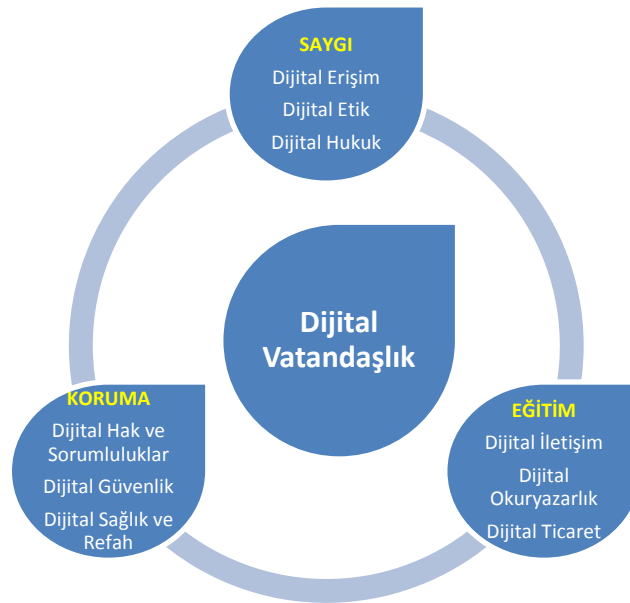 SAYGI
Dijital Erişim
Dijital Etik
Dijital Hukuk
Dijital
Vatandaşlık
KORUMA
Dijital Hak ve
Sorumluluklar
Dijital Güvenlik
Dijital Sağlık ve
Refah
EĞİTİM
Dijital İletişim
Dijital
Okuryazarlık
Dijital Ticaret